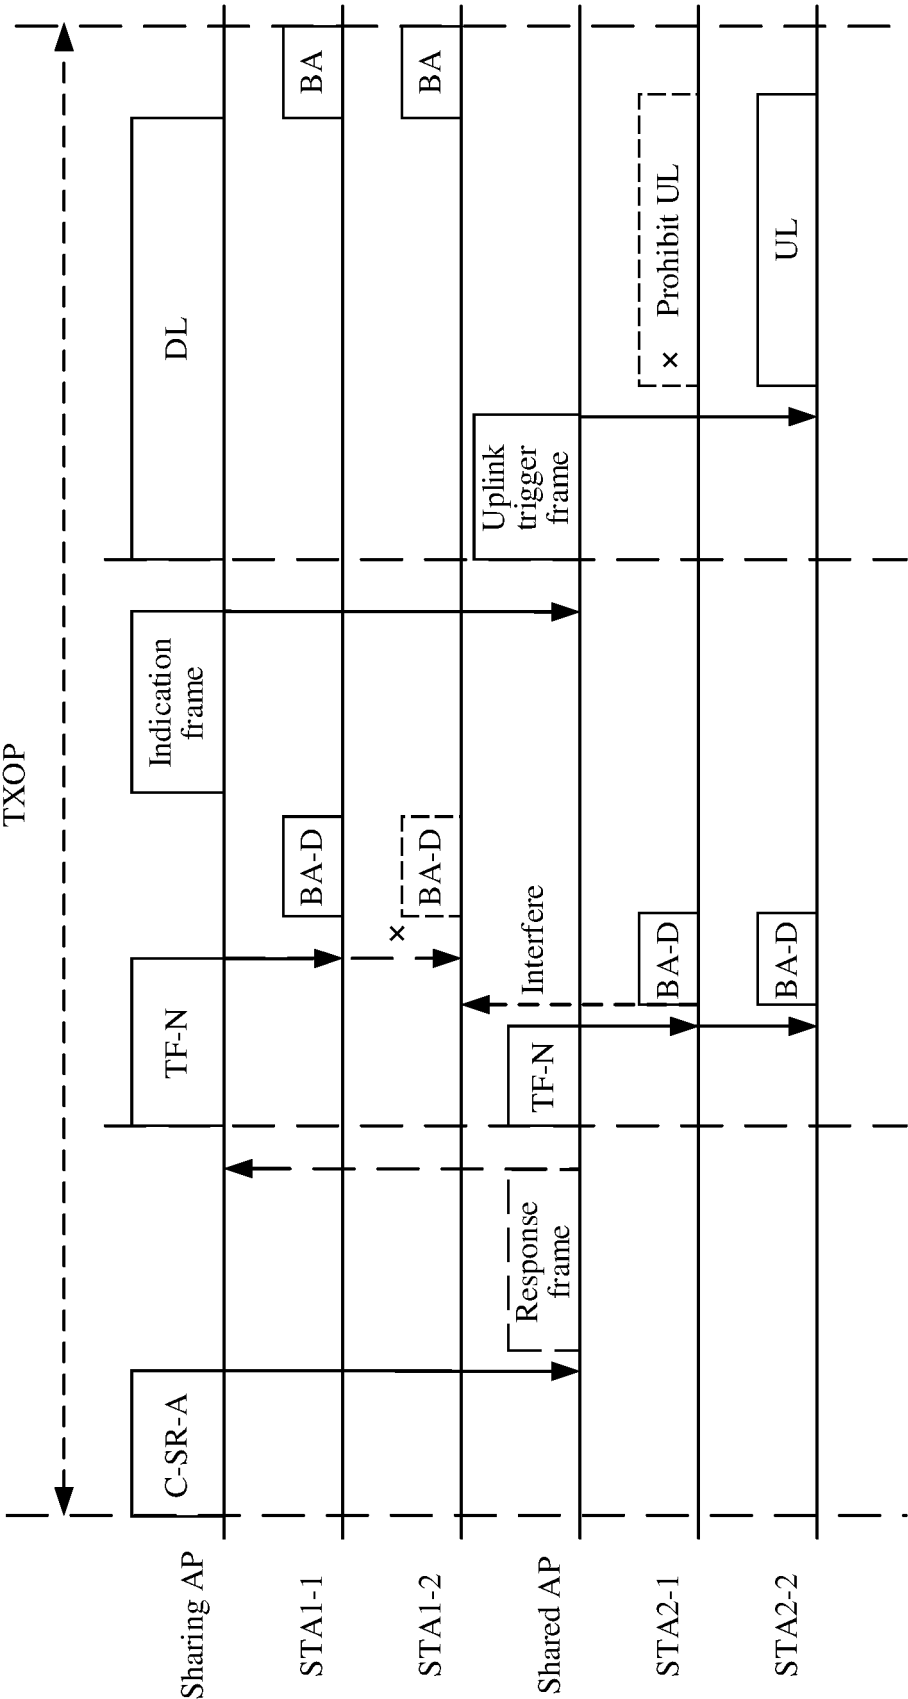 TXOP
Sharing AP
C-SR-A
TF-N
Indication
frame
DL
STA1-1
BA-D
BA
STA1-2
×
BA-D
BA
Shared AP
Response
frame
TF-N
Interfere
Uplink
trigger
frame
STA2-1
BA-D
× Prohibit UL
STA2-2
BA-D
UL